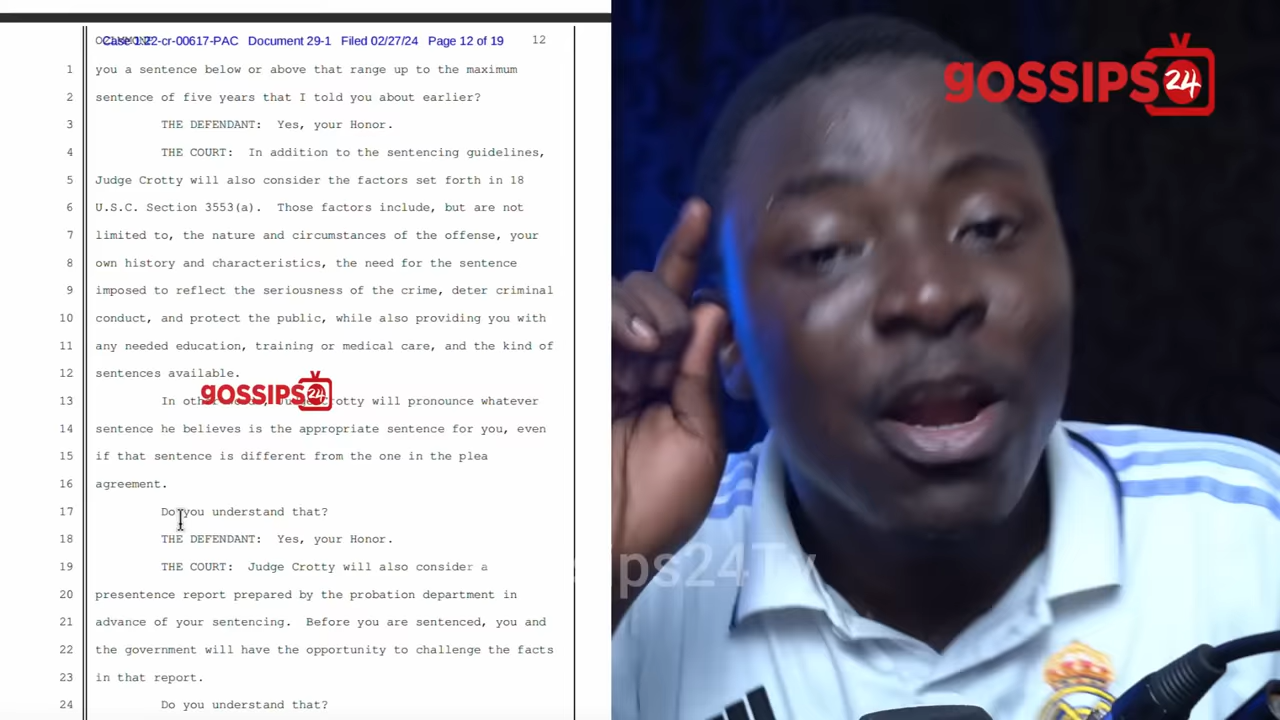 Case 1:22-cr-00617-PAC Document 29-1 Filed 02/27/24 Page 12 of 19
12
1 you a sentence below or above that range up to the maximum
2 sentence of five years that I told you about earlier?
3 THE DEFENDANT: Yes, your Honor.
4 THE COURT: In addition to the sentencing guidelines,
5 Judge Crotty will also consider the factors set forth in 18
6 U.S.C. Section 3553(a). Those factors include, but are not
7 limited to, the nature and circumstances of the offense, your
8 own history and characteristics, the need for the sentence
9 imposed to reflect the seriousness of the crime, deter criminal
10 conduct, and protect the public, while also providing you with
11 any needed education, training or medical care, and the kind of
12 sentences available.
GOSSIPS 24
13 In other words, Judge Crotty will pronounce whatever
14 sentence he believes is the appropriate sentence for you, even
15 if that sentence is different from the one in the plea
16 agreement.
17 Do you understand that?
18 THE DEFENDANT: Yes, your Honor.
19 THE COURT: Judge Crotty will also consider a
20 presentence report prepared by the probation department in
21 advance of your sentencing. Before you are sentenced, you and
22 the government will have the opportunity to challenge the facts
23 in that report.
24 Do you understand that?
GOSSIPS 24
ips24Tv